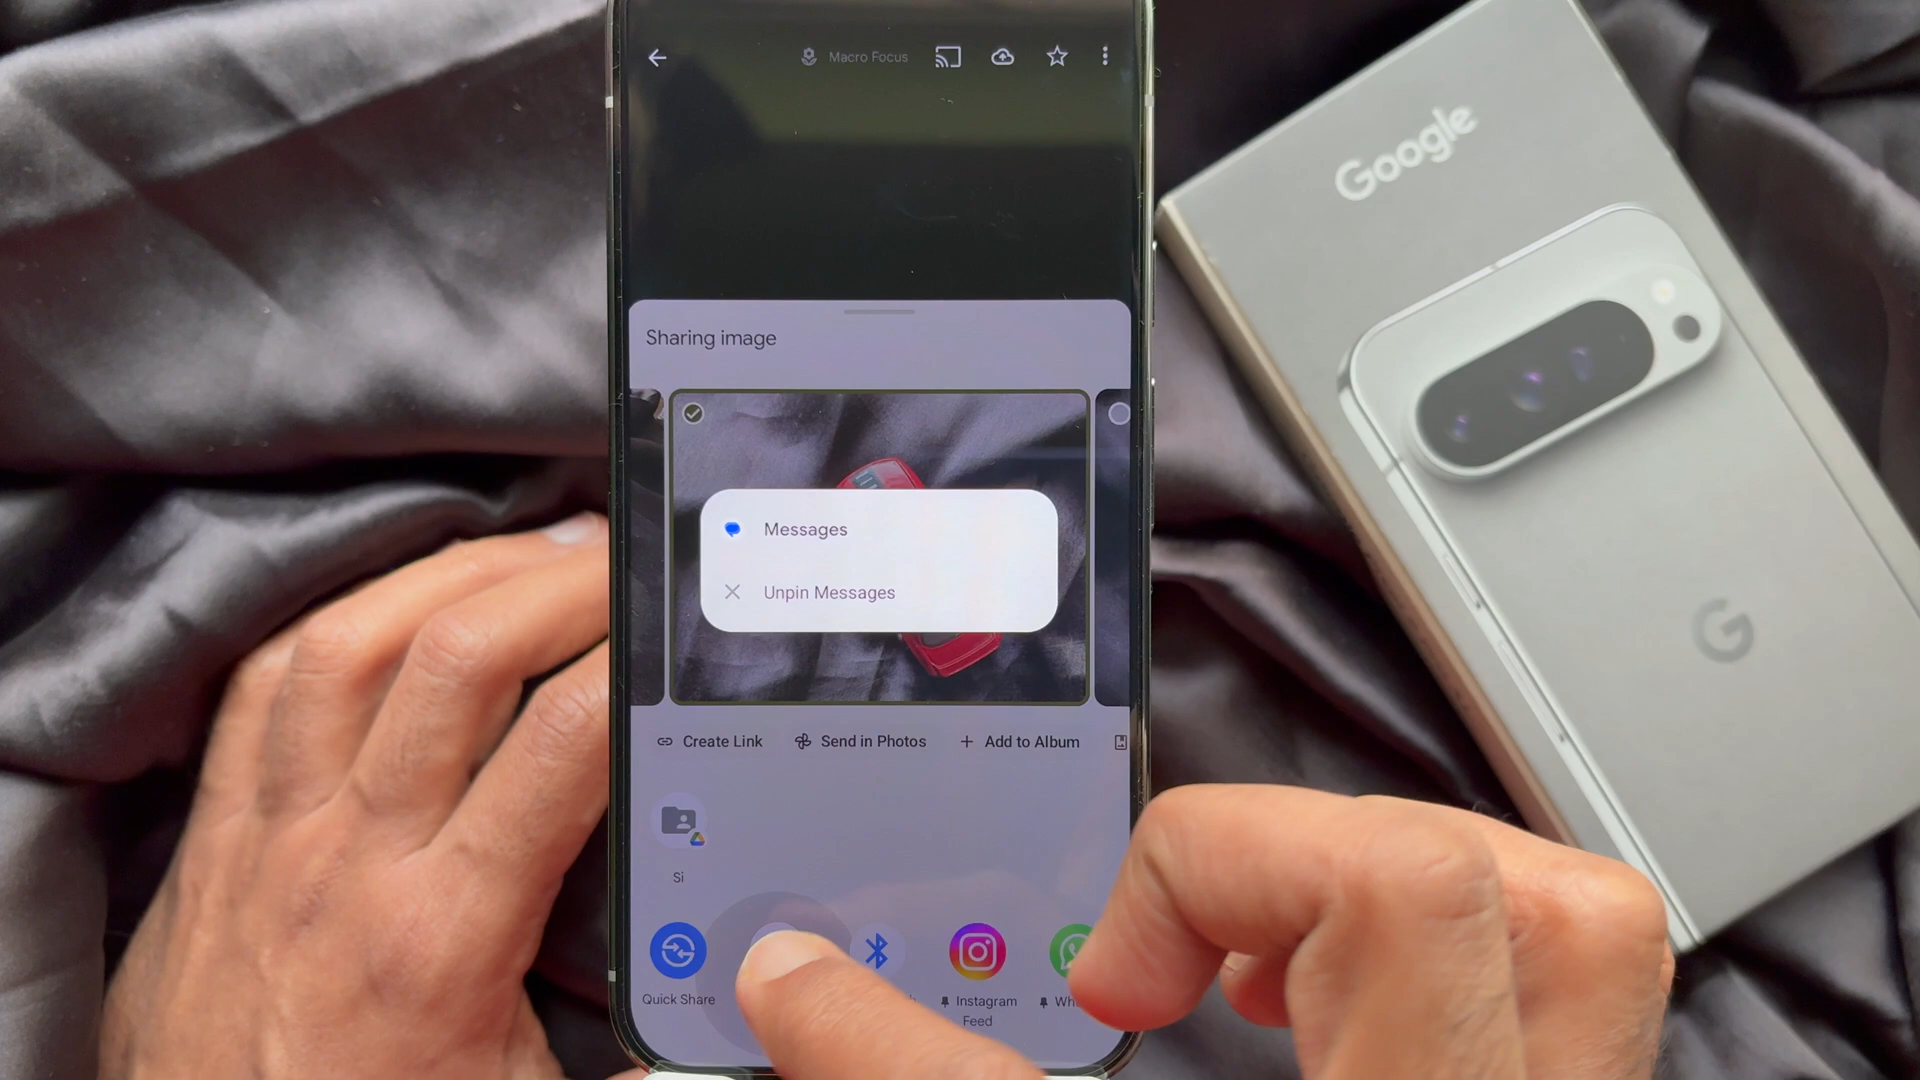 Macro Focus
Google
Sharing image
Messages
Unpin Messages
Create Link
Send in Photos
Add to Album
Si
Quick Share
Instagram
Feed
G